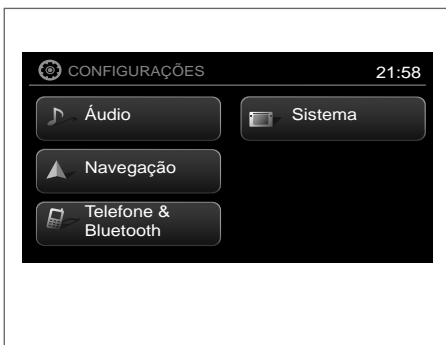 CONFIGURAÇÕES
21:58
Áudio
Sistema
Navegação
Telefone &
Bluetooth